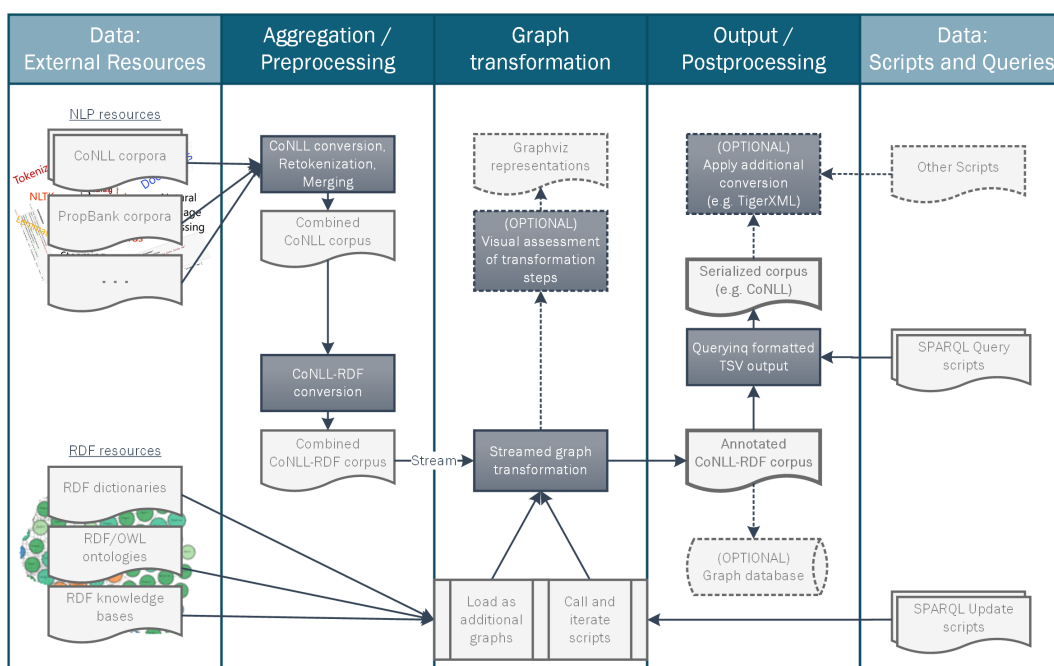 Data:
External Resources
Aggregation /
Preprocessing
Graph
transformation
Output /
Postprocessing
Data:
Scripts and Queries
NLP resources
CoNLL corpora
PropBank corpora
. . .
RDF resources
RDF dictionaries
RDF/OWL
ontologies
RDF knowledge
bases
CoNLL conversion,
Retokenization,
Merging
Combined
CoNLL corpus
CoNLL-RDF
conversion
Combined
CoNLL-RDF corpus
Stream
Graphviz
representations
(OPTIONAL)
Visual assessment
of transformation
steps
Streamed graph
transformation
Load as
additional
graphs
Call and
iterate
scripts
(OPTIONAL)
Apply additional
conversion
(e.g. TigerXML)
Serialized corpus
(e.g. CoNLL)
Querying formatted
TSV output
Annotated
CoNLL-RDF corpus
(OPTIONAL)
Graph database
Other Scripts
SPARQL Query
scripts
SPARQL Update
scripts